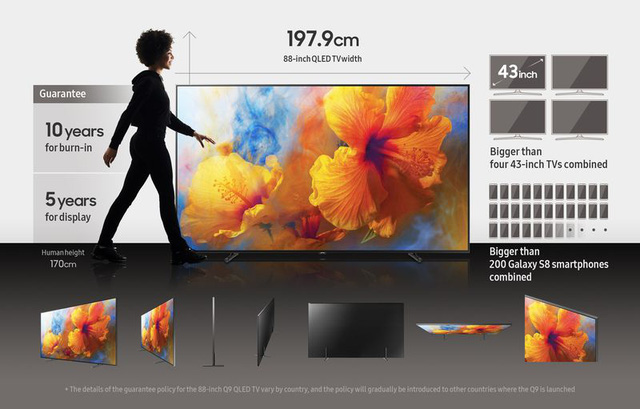 197.9cm
88-inch QLED TV width
Guarantee
10 years
for burn-in
5 years
for display
Human height
170cm
43inch
Bigger than
four 43-inch TVs combined
Bigger than
200 Galaxy S8 smartphones
combined
* The details of the guarantee policy for the 88-inch Q9 QLED TV vary by country, and the policy will gradually be introduced to other countries where the Q9 is launched